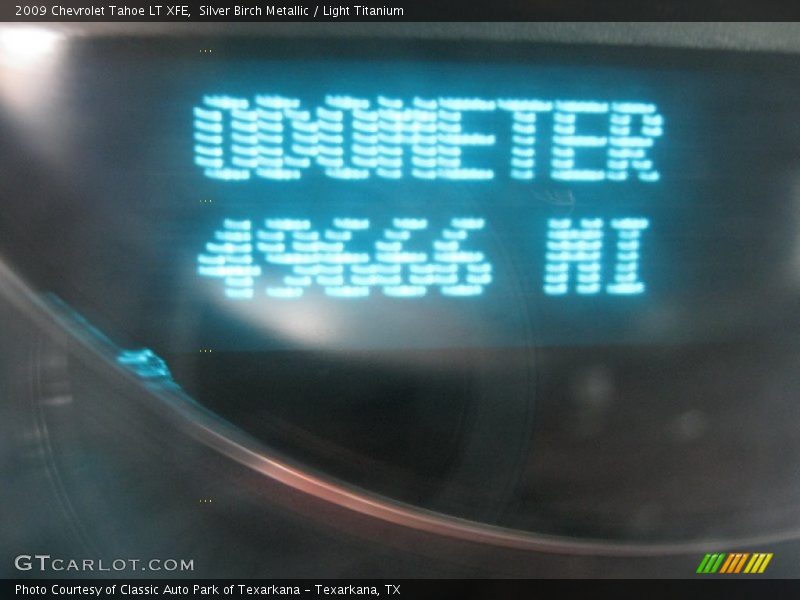 2009 Chevrolet Tahoe LT XFE, Silver Birch Metallic / Light Titanium
ODOMETER
49666 MI
GTCARLOT.COM
Photo Courtesy of Classic Auto Park of Texarkana - Texarkana, TX